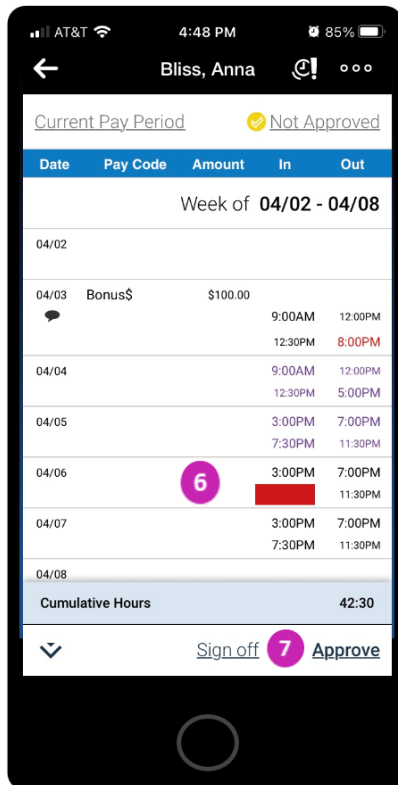 AT&T 4:48 PM 85%
Bliss, Anna
Current Pay Period Not Approved
Date Pay Code Amount In Out
Week of 04/02 - 04/08
04/02
04/03 Bonus$ $100.00
9:00AM 12:00PM
12:30PM 8:00PM
04/04 9:00AM 12:00PM
12:30PM 5:00PM
04/05 3:00PM 7:00PM
7:30PM 11:30PM
04/06 6 3:00PM 7:00PM
11:30PM
04/07 3:00PM 7:00PM
7:30PM 11:30PM
04/08
Cumulative Hours 42:30
Sign off 7 Approve